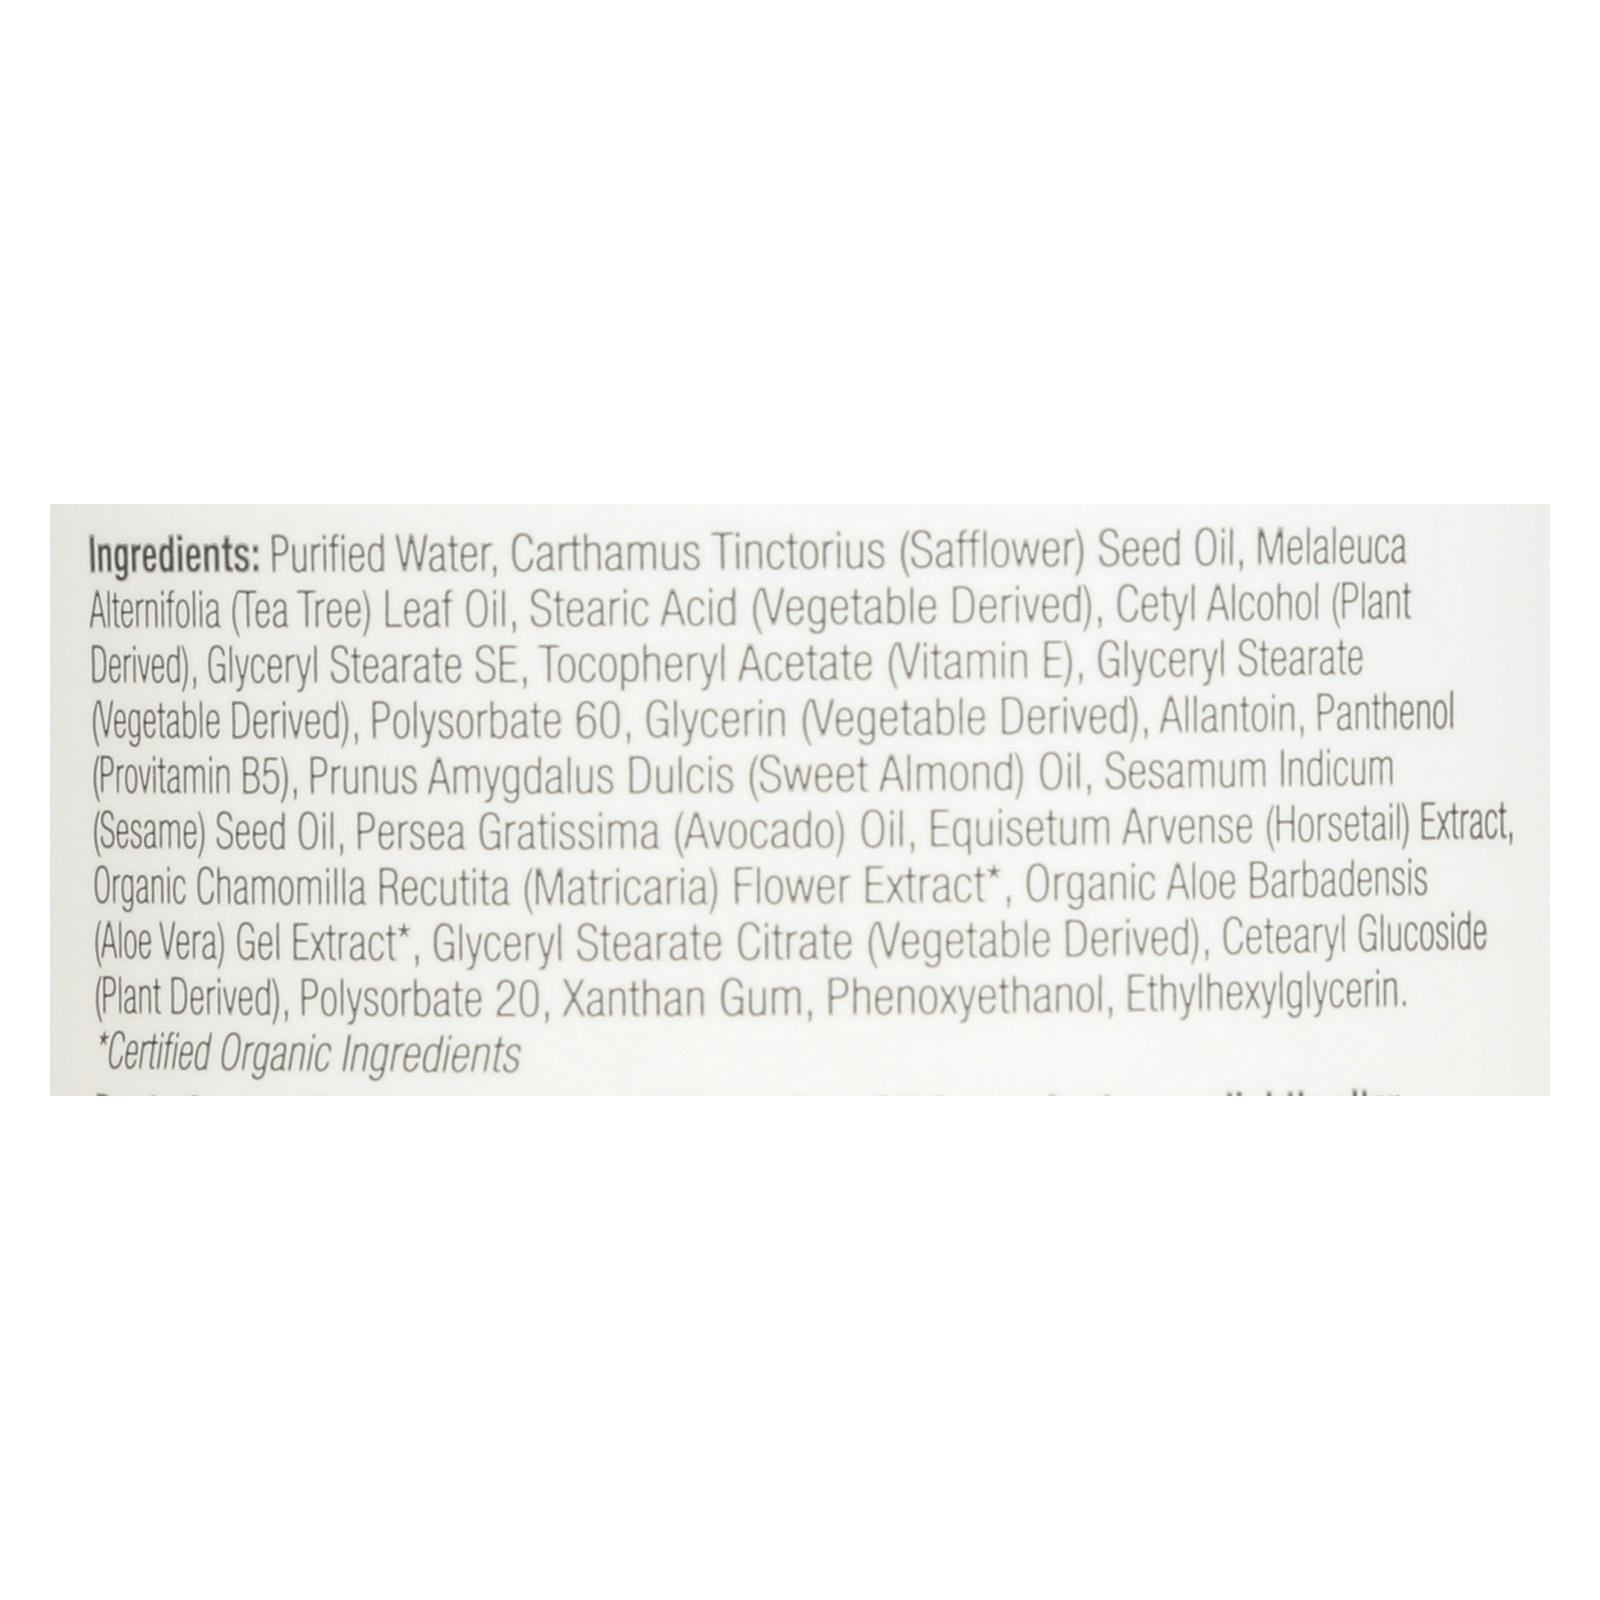 Ingredients: Purified Water, Carthamus Tinctorius (Safflower) Seed Oil, Melaleuca
Alternifolia (Tea Tree) Leaf Oil, Stearic Acid (Vegetable Derived), Cetyl Alcohol (Plant
Derived), Glyceryl Stearate SE, Tocopheryl Acetate (Vitamin E), Glyceryl Stearate
(Vegetable Derived), Polysorbate 60, Glycerin (Vegetable Derived), Allantoin, Panthenol
(Provitamin B5), Prunus Amygdalus Dulcis (Sweet Almond) Oil, Sesamum Indicum
(Sesame) Seed Oil, Persea Gratissima (Avocado) Oil, Equisetum Arvense (Horsetail) Extract,
Organic Chamomilla Recutita (Matricaria) Flower Extract*, Organic Aloe Barbadensis
(Aloe Vera) Gel Extract*, Glyceryl Stearate Citrate (Vegetable Derived), Cetearyl Glucoside
(Plant Derived), Polysorbate 20, Xanthan Gum, Phenoxyethanol, Ethylhexylglycerin.
*Certified Organic Ingredients